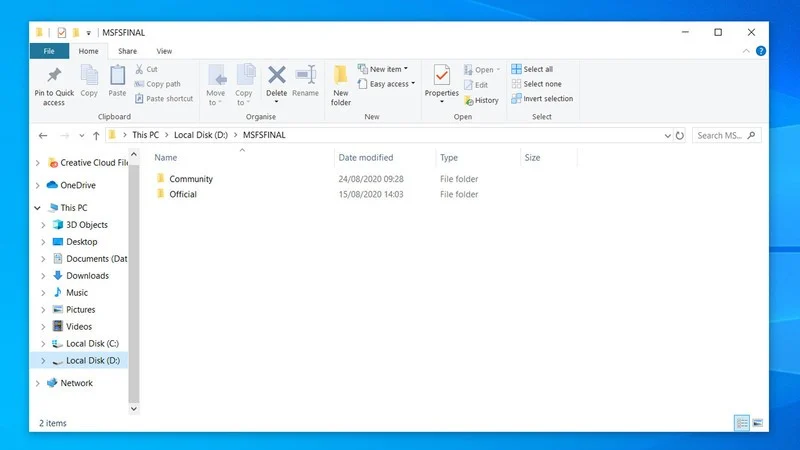 MSFSFINAL
File Home Share View
Pin to Quick access
Copy
Paste
Cut
Copy path
Paste shortcut
Clipboard
Move to
Copy to
Delete
Rename
Organise
New folder
New item
Easy access
New
Properties
Open
Edit
History
Open
Select all
Select none
Invert selection
Select
This PC > Local Disk (D:) > MSFSFINAL
Search MS...
Name Date modified Type Size
Community 24/08/2020 09:28 File folder
Official 15/08/2020 14:03 File folder
Creative Cloud File
OneDrive
This PC
3D Objects
Desktop
Documents (Dat
Downloads
Music
Pictures
Videos
Local Disk (C:)
Local Disk (D:)
Network
2 items